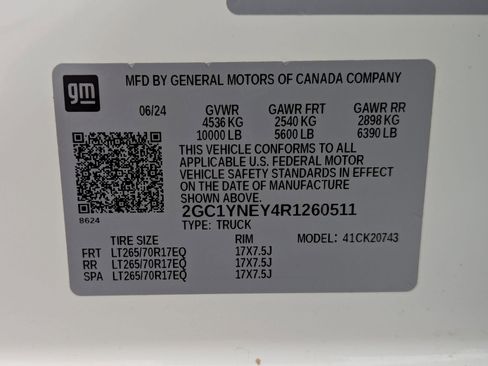 gm
MFD BY GENERAL MOTORS OF CANADA COMPANY
06/24 GVWR GAWR FRT GAWR RR
4536 KG 2540 KG 2898 KG
10000 LB 5600 LB 6390 LB
THIS VEHICLE CONFORMS TO ALL
APPLICABLE U.S. FEDERAL MOTOR
VEHICLE SAFETY STANDARDS IN EFFECT
ON THE DATE OF MANUFACTURE
SHOWN ABOVE.
8624
2GC1YNEY4R1260511
TYPE: TRUCK
TIRE SIZE RIM MODEL: 41CK20743
FRT LT265/70R17EQ 17X7.5J
RR LT265/70R17EQ 17X7.5J
SPA LT265/70R17EQ 17X7.5J